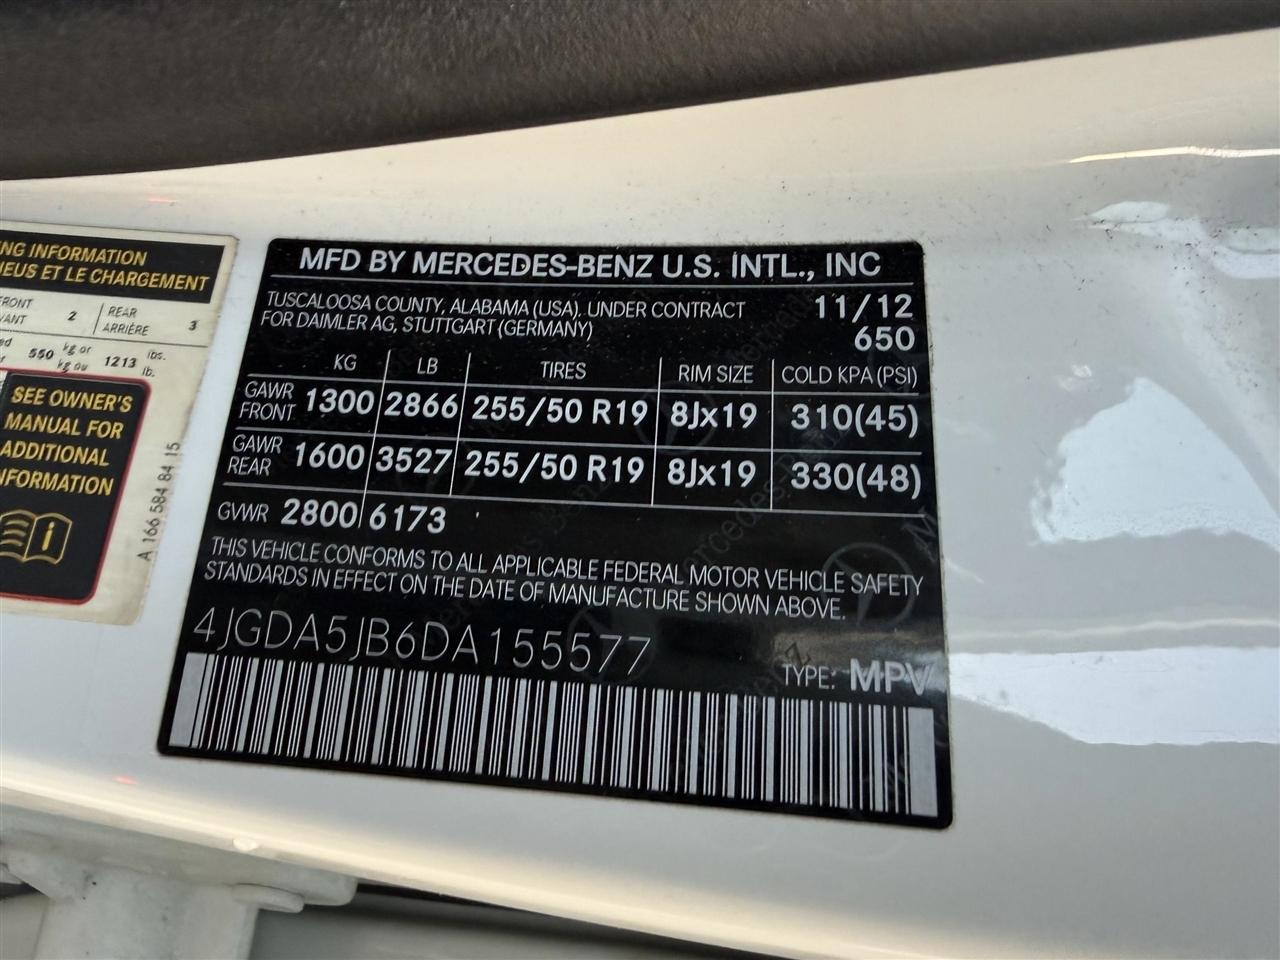 NG INFORMATION
NEUS ET LE CHARGEMENT
FRONT
AVANT
2
REAR
ARRIÈRE
3
550 kg or
kg ou
1213 lbs.
lb.
SEE OWNER'S
MANUAL FOR
ADDITIONAL
INFORMATION
A 166 584 84 15
MFD BY MERCEDES-BENZ U.S. INTL., INC
TUSCALOOSA COUNTY, ALABAMA (USA). UNDER CONTRACT
FOR DAIMLER AG, STUTTGART (GERMANY)
11/12
650
KG LB TIRES RIM SIZE COLD KPA (PSI)
GAWR FRONT 1300 2866 255/50 R19 8Jx19 310(45)
GAWR REAR 1600 3527 255/50 R19 8Jx19 330(48)
GVWR 2800 6173
THIS VEHICLE CONFORMS TO ALL APPLICABLE FEDERAL MOTOR VEHICLE SAFETY
STANDARDS IN EFFECT ON THE DATE OF MANUFACTURE SHOWN ABOVE.
4JGDA5JB6DA155577
TYPE: MPV